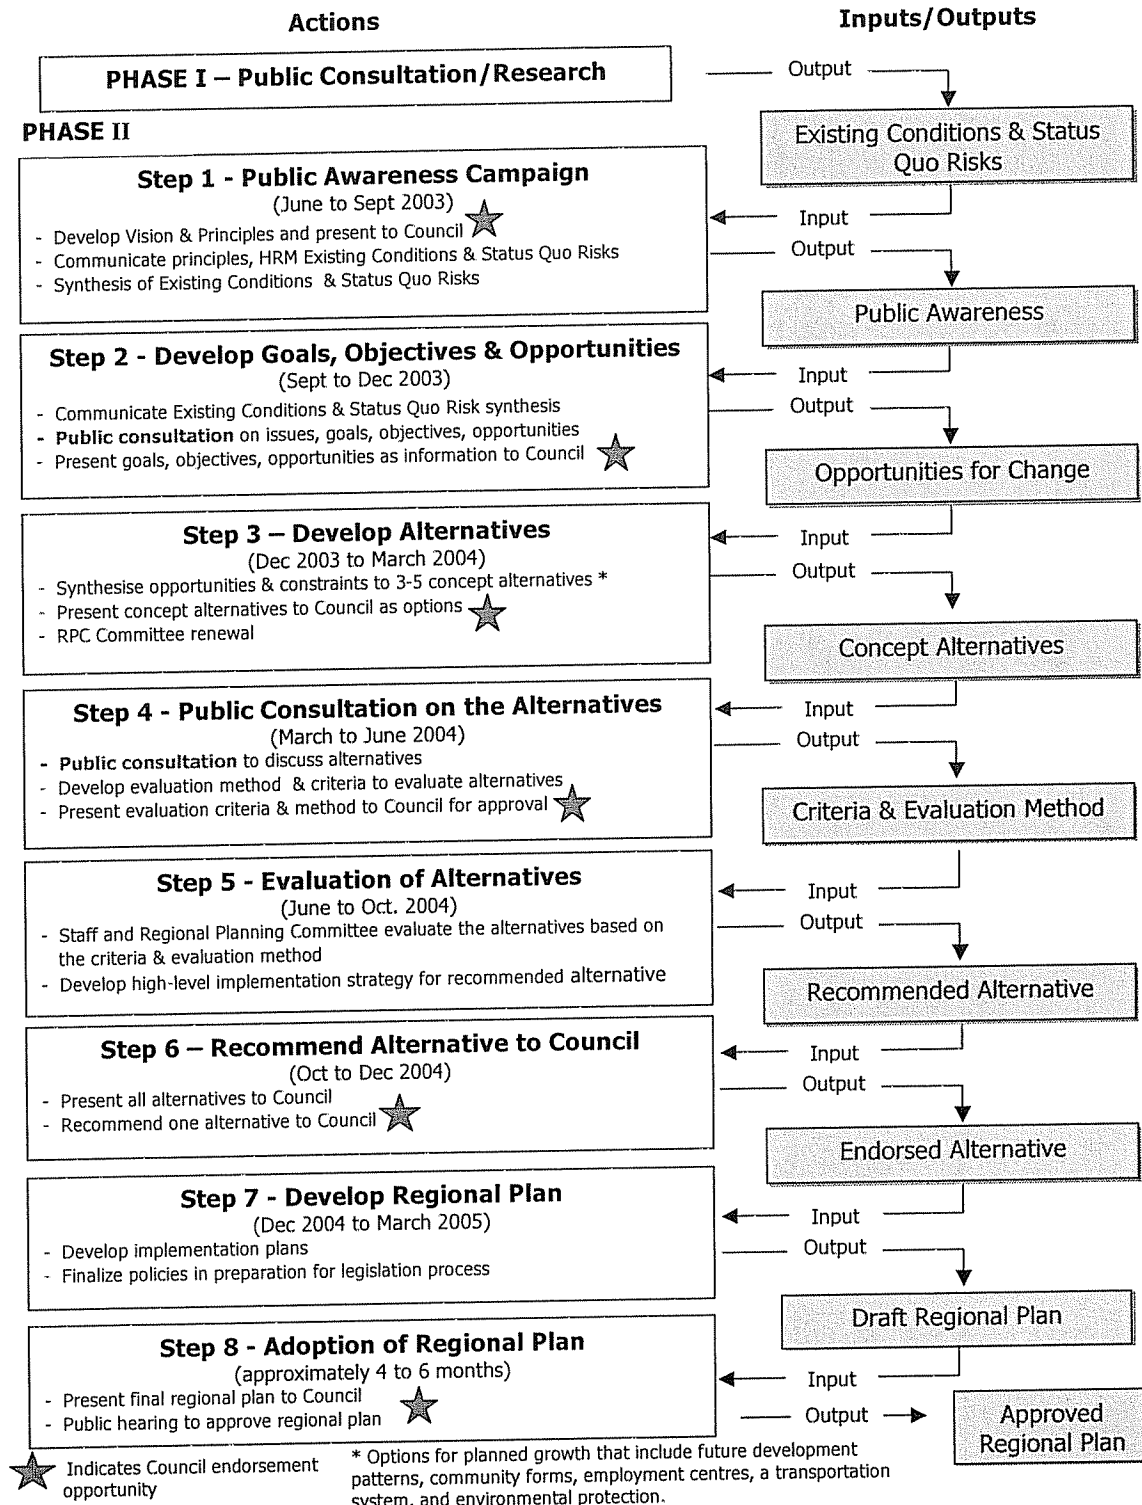 Actions
Inputs/Outputs
PHASE I – Public Consultation/Research
Output
Existing Conditions & Status
Quo Risks
PHASE II
Step 1 - Public Awareness Campaign
(June to Sept 2003)
- Develop Vision & Principles and present to Council
- Communicate principles, HRM Existing Conditions & Status Quo Risks
- Synthesis of Existing Conditions & Status Quo Risks
Input
Output
Public Awareness
Step 2 - Develop Goals, Objectives & Opportunities
(Sept to Dec 2003)
- Communicate Existing Conditions & Status Quo Risk synthesis
- Public consultation on issues, goals, objectives, opportunities
- Present goals, objectives, opportunities as information to Council
Input
Output
Opportunities for Change
Step 3 – Develop Alternatives
(Dec 2003 to March 2004)
- Synthesise opportunities & constraints to 3-5 concept alternatives *
- Present concept alternatives to Council as options
- RPC Committee renewal
Input
Output
Concept Alternatives
Step 4 - Public Consultation on the Alternatives
(March to June 2004)
- Public consultation to discuss alternatives
- Develop evaluation method & criteria to evaluate alternatives
- Present evaluation criteria & method to Council for approval
Input
Output
Criteria & Evaluation Method
Step 5 - Evaluation of Alternatives
(June to Oct. 2004)
- Staff and Regional Planning Committee evaluate the alternatives based on
the criteria & evaluation method
- Develop high-level implementation strategy for recommended alternative
Input
Output
Recommended Alternative
Step 6 – Recommend Alternative to Council
(Oct to Dec 2004)
- Present all alternatives to Council
- Recommend one alternative to Council
Input
Output
Endorsed Alternative
Step 7 - Develop Regional Plan
(Dec 2004 to March 2005)
- Develop implementation plans
- Finalize policies in preparation for legislation process
Input
Output
Draft Regional Plan
Step 8 - Adoption of Regional Plan
(approximately 4 to 6 months)
- Present final regional plan to Council
- Public hearing to approve regional plan
Input
Output
Approved
Regional Plan
Indicates Council endorsement
opportunity
* Options for planned growth that include future development
patterns, community forms, employment centres, a transportation
system, and environmental protection.